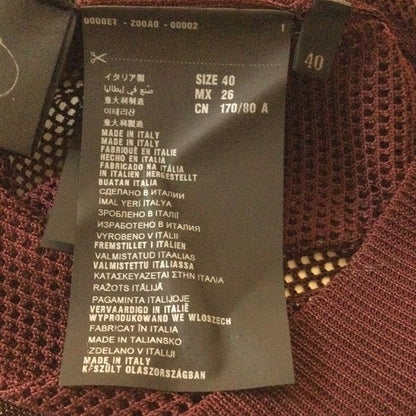 U00BET - Z00A0 - 00002
1
40
イタリア製
صنع في إيطاليا
意大利制造
이태리산
意大利製造
MADE IN ITALY
MADE IN ITALY
FABRIQUÉ EN ITALIE
HECHO EN ITALIA
FABRICADO NA ITÁLIA
IN ITALIEN HERGESTELLT
BUATAN ITALIA
СДЕЛАНО В ИТАЛИИ
IMAL YERI ITALYA
ЗРОБЛЕНО В ІТАЛІЇ
ИЗРАБОТЕНО В ИТАЛИЯ
VYROBENO V ITÁLII
FREMSTILLET I ITALIEN
VALMISTATUD ITAALIAS
VALMISTETTU ITALIASSA
ΚΑΤΑΣΚΕΥΑΖΕΤΑΙ ΣΤΗΝ ΙΤΑΛΙΑ
RAŽOTS ITĀLIJĀ
PAGAMINTA ITALIJOJE
VERVAARDIGD IN ITALIË
WYPRODUKOWANO WE WŁOSZECH
FABRICAT ÎN ITALIA
MADE IN TALIANSKO
IZDELANO V ITALIJI
MADE IN ITALY
KÉSZÜLT OLASZORSZÁGBAN
SIZE 40
MX 26
CN 170/80 A